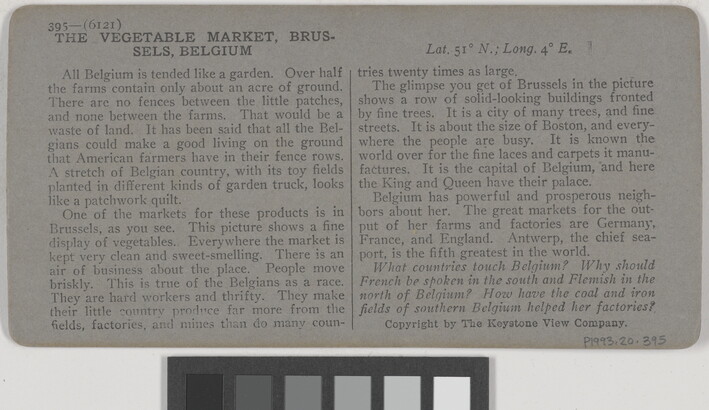 395—(6121)
THE VEGETABLE MARKET, BRUS-
SELS, BELGIUM
All Belgium is tended like a garden. Over half
the farms contain only about an acre of ground.
There are no fences between the little patches,
and none between the farms. That would be a
waste of land. It has been said that all the Bel-
gians could make a good living on the ground
that American farmers have in their fence rows.
A stretch of Belgian country, with its toy fields
planted in different kinds of garden truck, looks
like a patchwork quilt.
One of the markets for these products is in
Brussels, as you see. This picture shows a fine
display of vegetables. Everywhere the market is
kept very clean and sweet-smelling. There is an
air of business about the place. People move
briskly. This is true of the Belgians as a race.
They are hard workers and thrifty. They make
their little country produce far more from the
fields, factories, and mines than do many coun-
Lat. 51° N.; Long. 4° E.
tries twenty times as large.
The glimpse you get of Brussels in the picture
shows a row of solid-looking buildings fronted
by fine trees. It is a city of many trees, and fine
streets. It is about the size of Boston, and every-
where the people are busy. It is known the
world over for the fine laces and carpets it manu-
factures. It is the capital of Belgium, and here
the King and Queen have their palace.
Belgium has powerful and prosperous neigh-
bors about her. The great markets for the out-
put of her farms and factories are Germany,
France, and England. Antwerp, the chief sea-
port, is the fifth greatest in the world.
What countries touch Belgium? Why should
French be spoken in the south and Flemish in the
north of Belgium? How have the coal and iron
fields of southern Belgium helped her factories?
Copyright by The Keystone View Company.
P1993.20.395